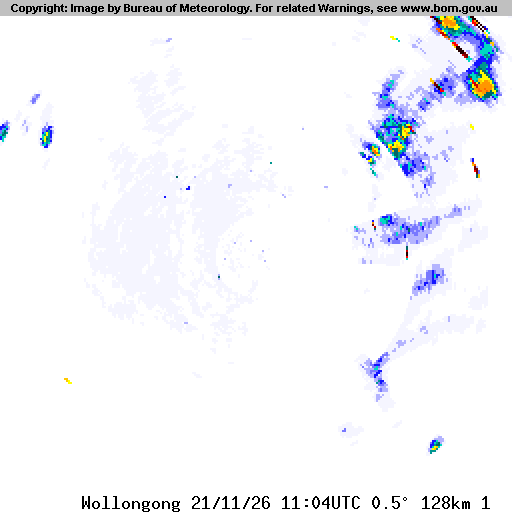 Copyright: Image by Bureau of Meteorology. For related Warnings, see www.bom.gov.au
Wollongong 21/11/26 11:04UTC 0.5° 128km 1